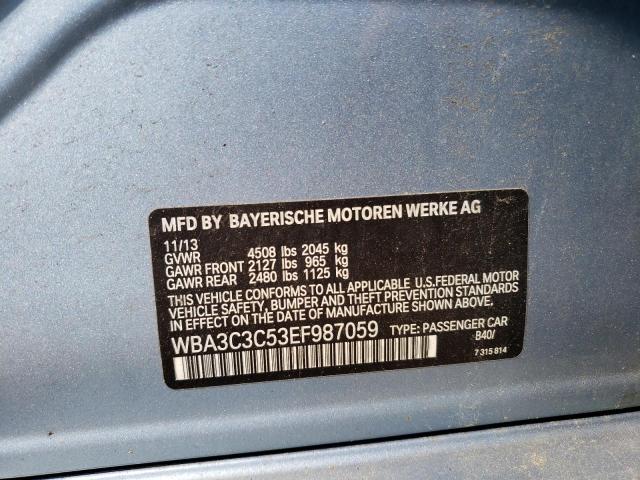 MFD BY BAYERISCHE MOTOREN WERKE AG
11/13
GVWR 4508 lbs 2045 kg
GAWR FRONT 2127 lbs 965 kg
GAWR REAR 2480 lbs 1125 kg
THIS VEHICLE CONFORMS TO ALL APPLICABLE U.S.FEDERAL MOTOR
VEHICLE SAFETY, BUMPER AND THEFT PREVENTION STANDARDS
IN EFFECT ON THE DATE OF MANUFACTURE SHOWN ABOVE.
WBA3C3C53EF987059 TYPE: PASSENGER CAR
B40/
7 315 814